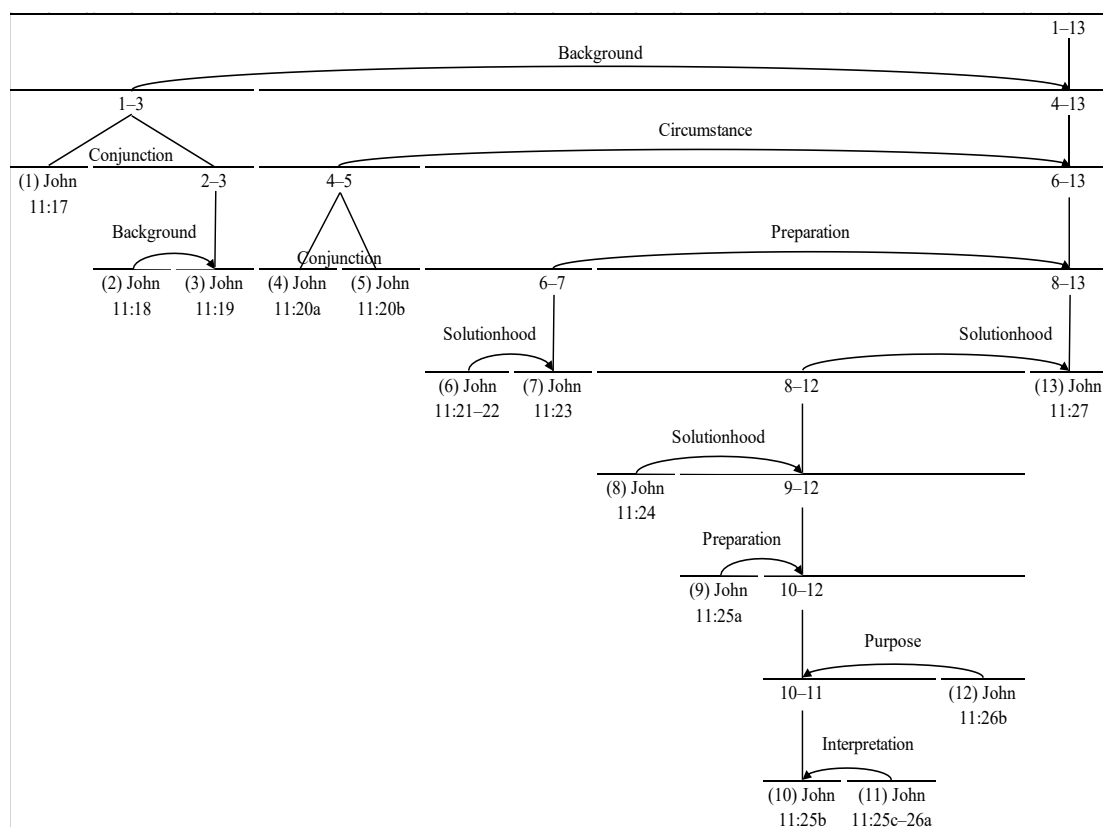 1–13
Background
1–3
4–13
Circumstance
Conjunction
(1) John
11:17
2–3
4–5
6–13
Background
Preparation
Conjunction
(2) John
11:18
(3) John
11:19
(4) John
11:20a
(5) John
11:20b
6–7
8–13
Solutionhood
Solutionhood
(6) John
11:21–22
(7) John
11:23
8–12
(13) John
11:27
Solutionhood
(8) John
11:24
9–12
Preparation
(9) John
11:25a
10–12
Purpose
10–11
(12) John
11:26b
Interpretation
(10) John
11:25b
(11) John
11:25c–26a